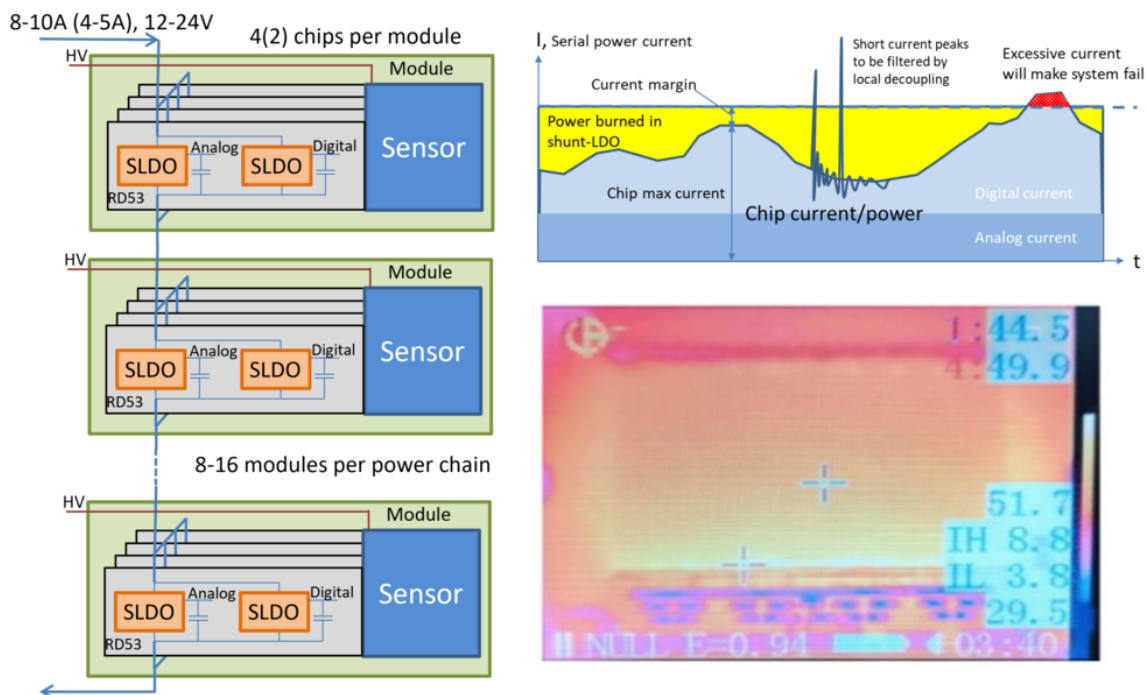 8-10A (4-5A), 12-24V
4(2) chips per module
HV
Module
SLDO
Analog
SLDO
Digital
RD53
Sensor
HV
Module
SLDO
Analog
SLDO
Digital
RD53
Sensor
8-16 modules per power chain
HV
Module
SLDO
Analog
SLDO
Digital
RD53
Sensor
I, Serial power current
Current margin
Short current peaks
to be filtered by
local decoupling
Excessive current
will make system fail
Power burned in
shunt-LDO
Chip max current
Chip current/power
Digital current
Analog current
t
1:44.5
4:49.9
51.7
IH 8.8
IL 3.8
29.5
NULL E=0.94
03:40